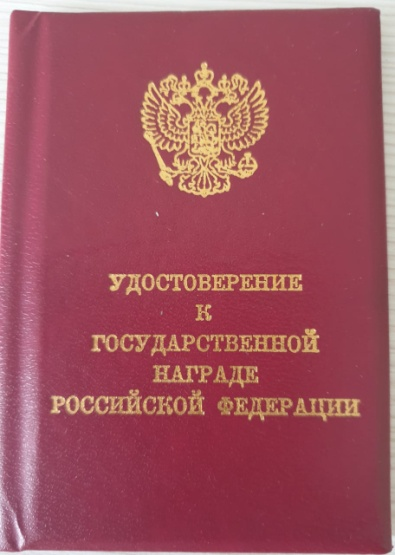 УДОСТОВЕРЕНИЕ
К
ГОСУДАРСТВЕННОЙ
НАГРАДЕ
РОССИЙСКОЙ ФЕДЕРАЦИИ